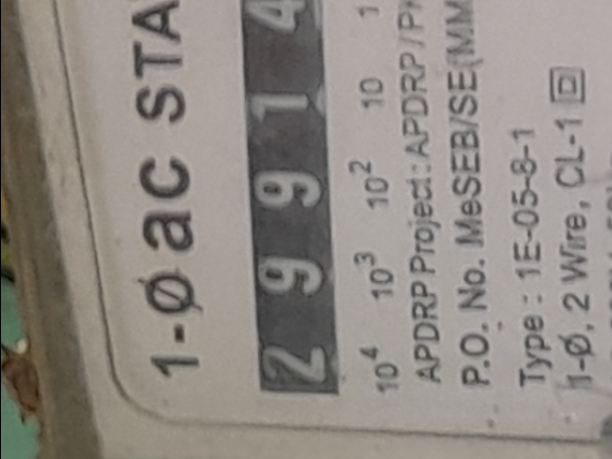 1-Øac STA
2 9 9 1 4
10⁴ 10³ 10² 10 1
APDRP Project: APDRP/P
P.O. No. MeSEB/SE(MM
Type : 1E-05-8-1
1-Ø, 2 Wire, CL-1